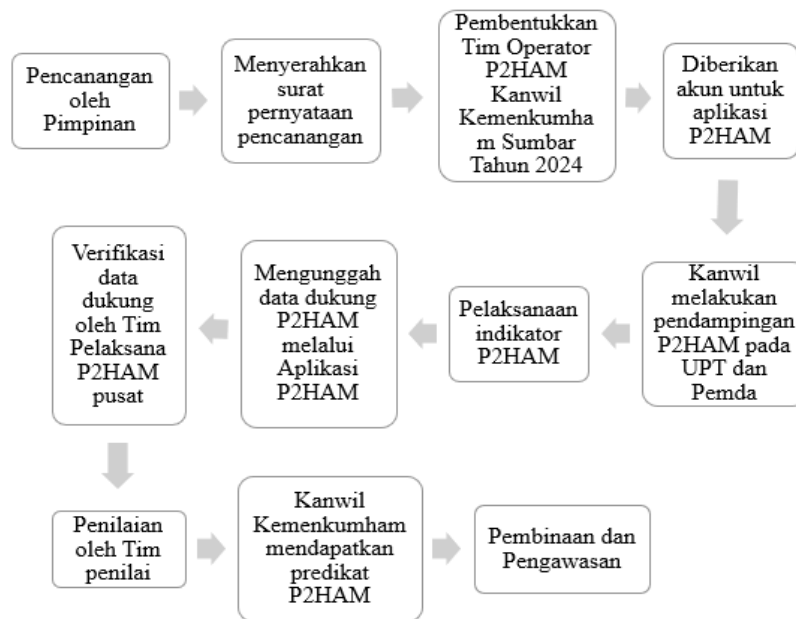 Pencanangan
oleh
Pimpinan
Menyerahkan
surat
pernyataan
pencanangan
Pembentukkan
Tim Operator
P2HAM
Kanwil
Kemenkumha
m Sumbar
Tahun 2024
Diberikan
akun untuk
aplikasi
P2HAM
Kanwil
melakukan
pendampingan
P2HAM pada
UPT dan
Pemda
Pelaksanaan
indikator
P2HAM
Mengunggah
data dukung
P2HAM
melalui
Aplikasi
P2HAM
Verifikasi
data
dukung
oleh Tim
Pelaksana
P2HAM
pusat
Penilaian
oleh Tim
penilai
Kanwil
Kemenkumham
mendapatkan
predikat
P2HAM
Pembinaan dan
Pengawasan